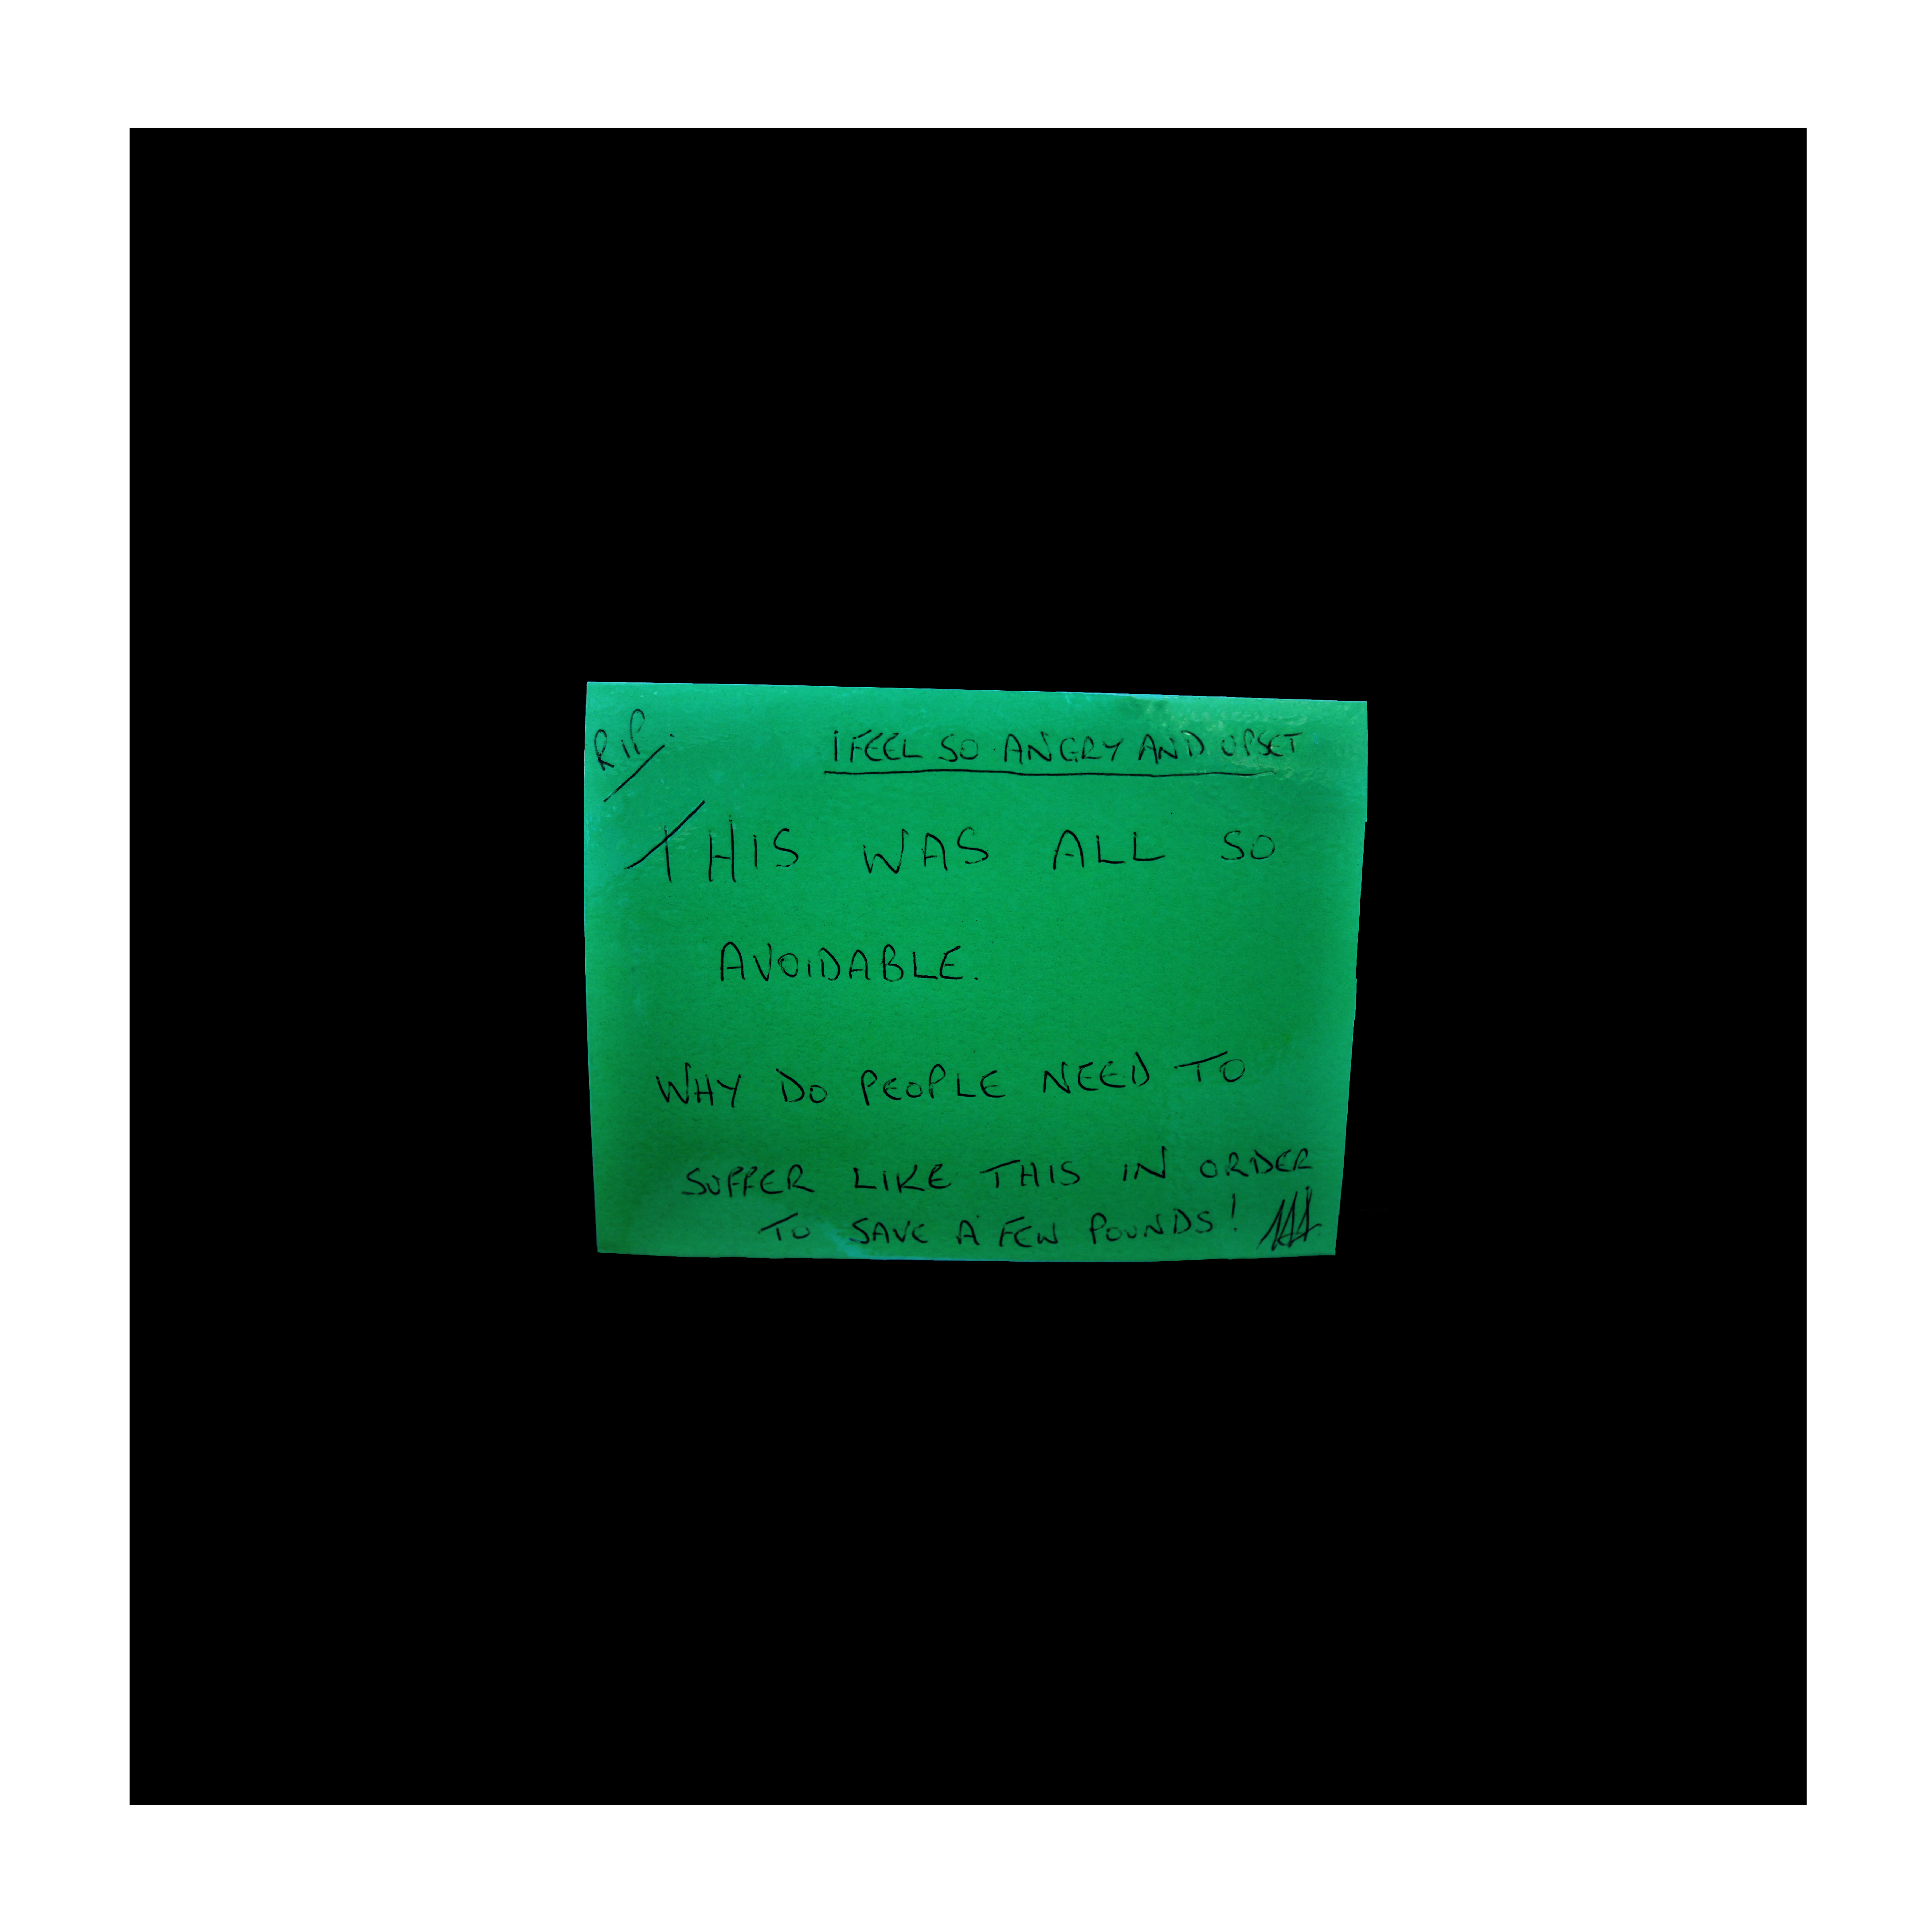 RIP.
I FEEL SO ANGRY AND UPSET
THIS WAS ALL SO
AVOIDABLE.
WHY DO PEOPLE NEED TO
SUFFER LIKE THIS IN ORDER
TO SAVE A FEW POUNDS!